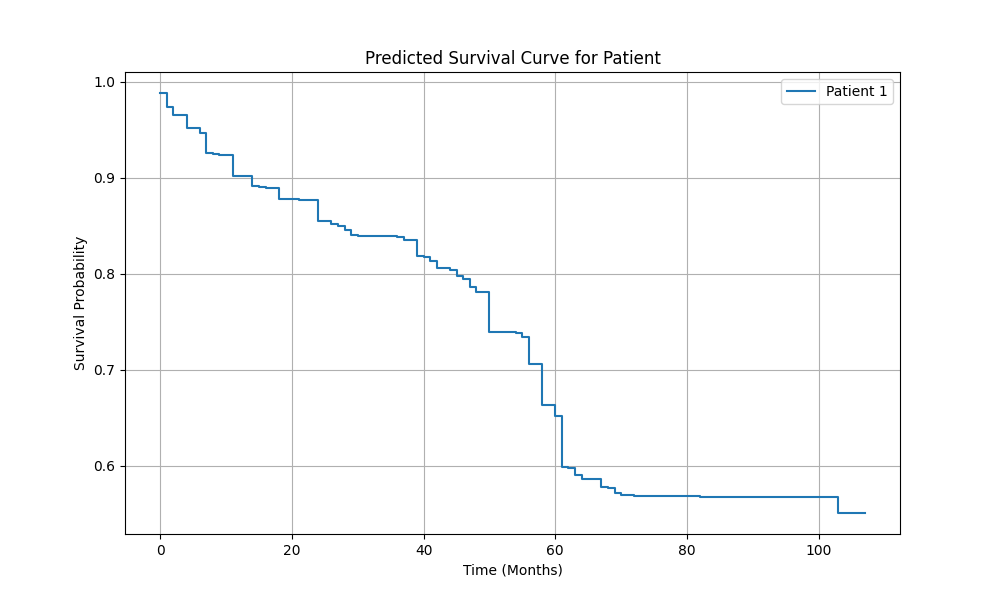 Predicted Survival Curve for Patient
Patient 1
1.0
0.9
0.8
0.7
0.6
Survival Probability
0 20 40 60 80 100
Time (Months)